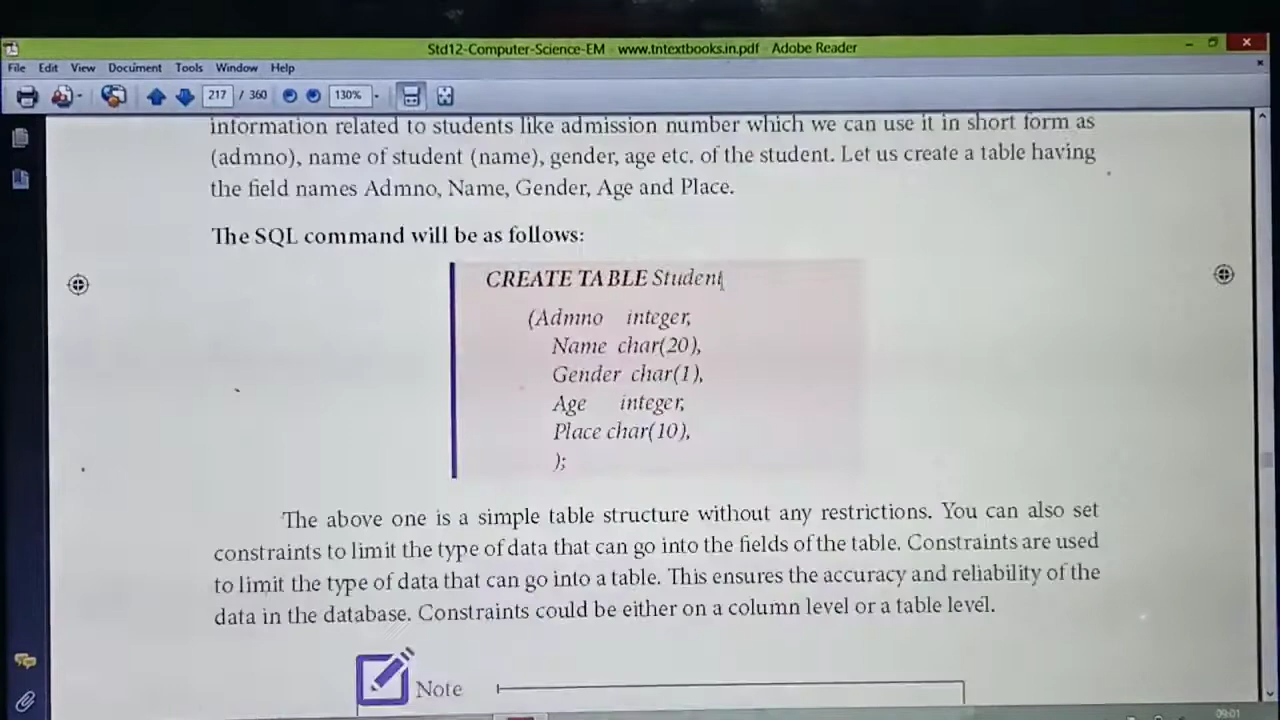 Std12-Computer-Science-EM - www.tntextbooks.in.pdf - Adobe Reader
File Edit View Document Tools Window Help
217 / 360 130%
information related to students like admission number which we can use it in short form as
(admno), name of student (name), gender, age etc. of the student. Let us create a table having
the field names Admno, Name, Gender, Age and Place.
The SQL command will be as follows:
CREATE TABLE Student
(Admno integer,
Name char(20),
Gender char(1),
Age integer,
Place char(10),
);
The above one is a simple table structure without any restrictions. You can also set
constraints to limit the type of data that can go into the fields of the table. Constraints are used
to limit the type of data that can go into a table. This ensures the accuracy and reliability of the
data in the database. Constraints could be either on a column level or a table level.
Note
09:01